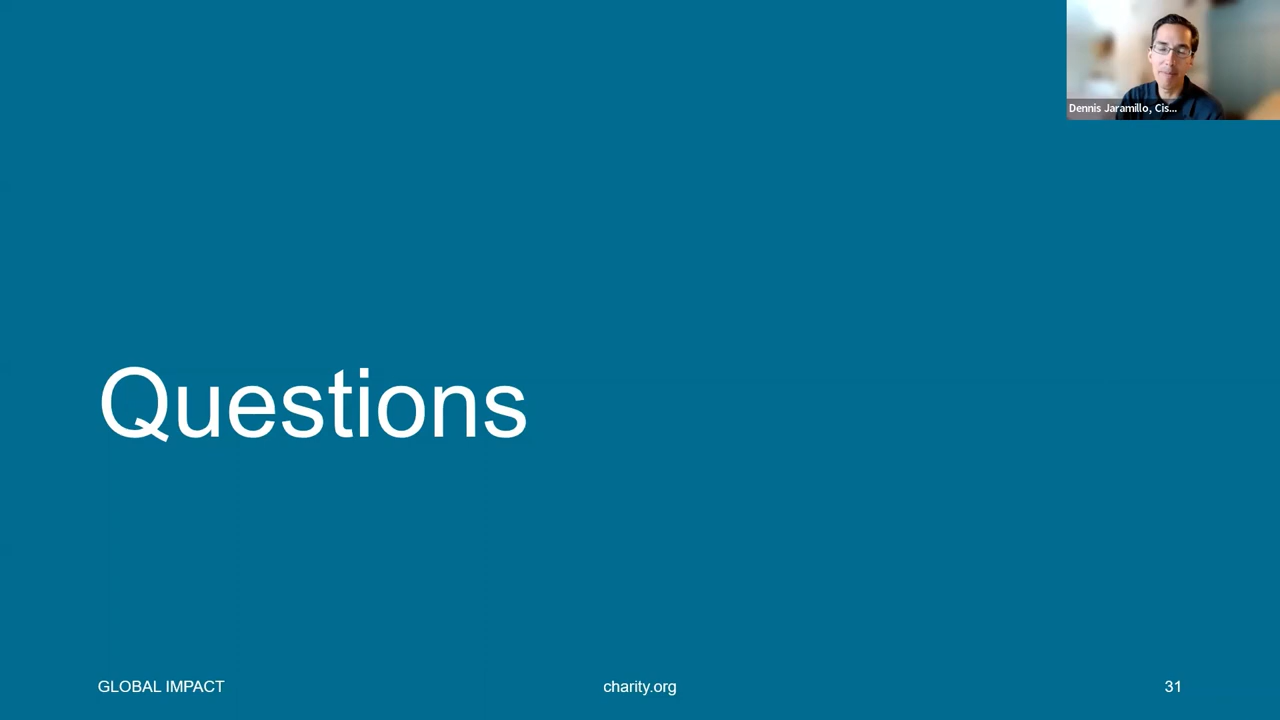 Dennis Jaramillo, Cis...
Questions
GLOBAL IMPACT
charity.org
31